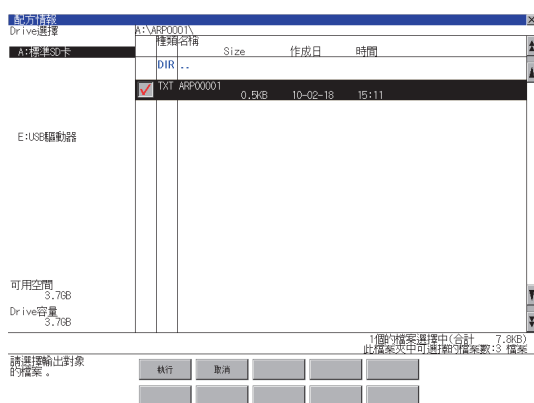 配方情報
Drive選擇
A:\ARP0001\
A:標準SD卡
種類 名稱
Size 作成日 時間
DIR ..
TXT ARP00001
0.5KB 10-02-18 15:11
E:USB驅動器
可用空間
3.7GB
Drive容量
3.7GB
1個的檔案選擇中(合計 7.8KB)
此檔案夾中可選擇的檔案數:3 檔案
請選擇輸出對象
的檔案。
執行 取消